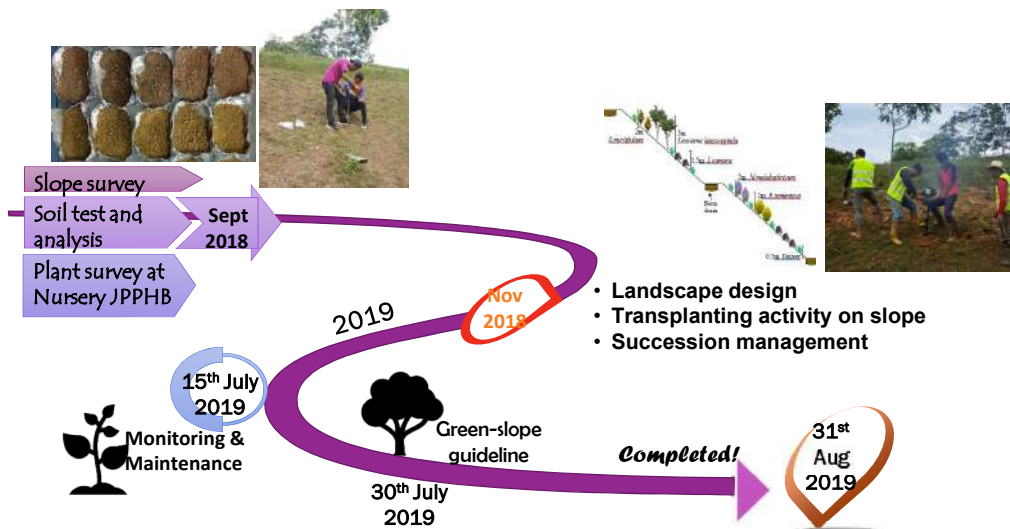 Slope survey
Soil test and
analysis
Plant survey at
Nursery JPPHB
Sept
2018
Nov
2018
• Landscape design
• Transplanting activity on slope
• Succession management
2019
15th July
2019
Monitoring &
Maintenance
Green-slope
guideline
30th July
2019
Completed!
31st
Aug
2019